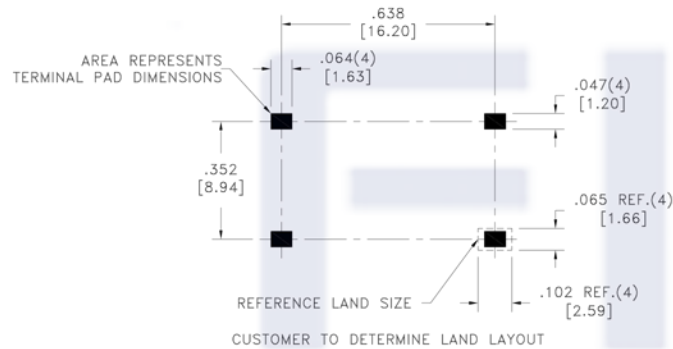 .638
[16.20]
AREA REPRESENTS
TERMINAL PAD DIMENSIONS
.064(4)
[1.63]
.047(4)
[1.20]
.352
[8.94]
.065 REF.(4)
[1.66]
REFERENCE LAND SIZE
.102 REF.(4)
[2.59]
CUSTOMER TO DETERMINE LAND LAYOUT